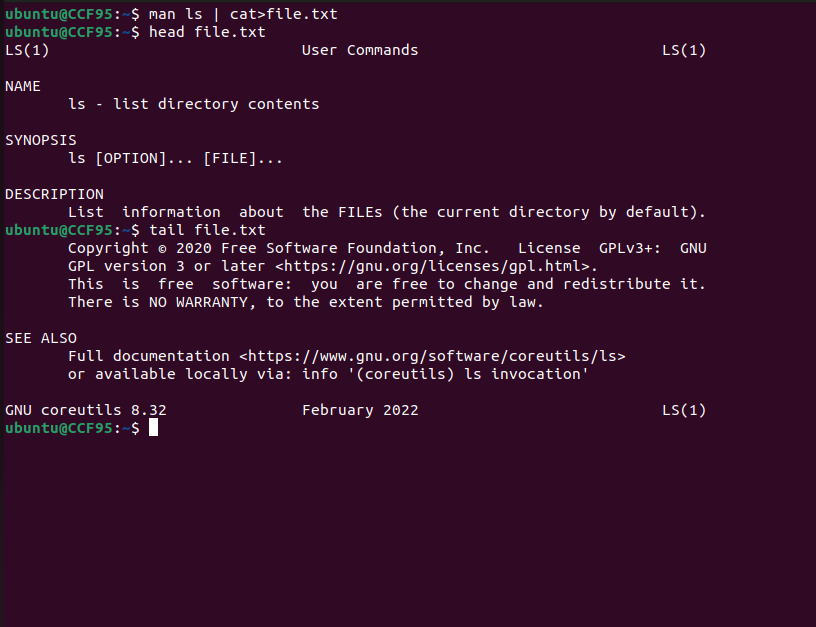 ubuntu@CCF95:~$ man ls | cat>file.txt
ubuntu@CCF95:~$ head file.txt
LS(1)                            User Commands                           LS(1)

NAME
       ls - list directory contents

SYNOPSIS
       ls [OPTION]... [FILE]...

DESCRIPTION
       List  information  about  the FILEs (the current directory by default).
ubuntu@CCF95:~$ tail file.txt
       Copyright © 2020 Free Software Foundation, Inc.   License  GPLv3+:  GNU
       GPL version 3 or later <https://gnu.org/licenses/gpl.html>.
       This  is  free  software:  you  are free to change and redistribute it.
       There is NO WARRANTY, to the extent permitted by law.

SEE ALSO
       Full documentation <https://www.gnu.org/software/coreutils/ls>
       or available locally via: info '(coreutils) ls invocation'

GNU coreutils 8.32               February 2022                           LS(1)
ubuntu@CCF95:~$